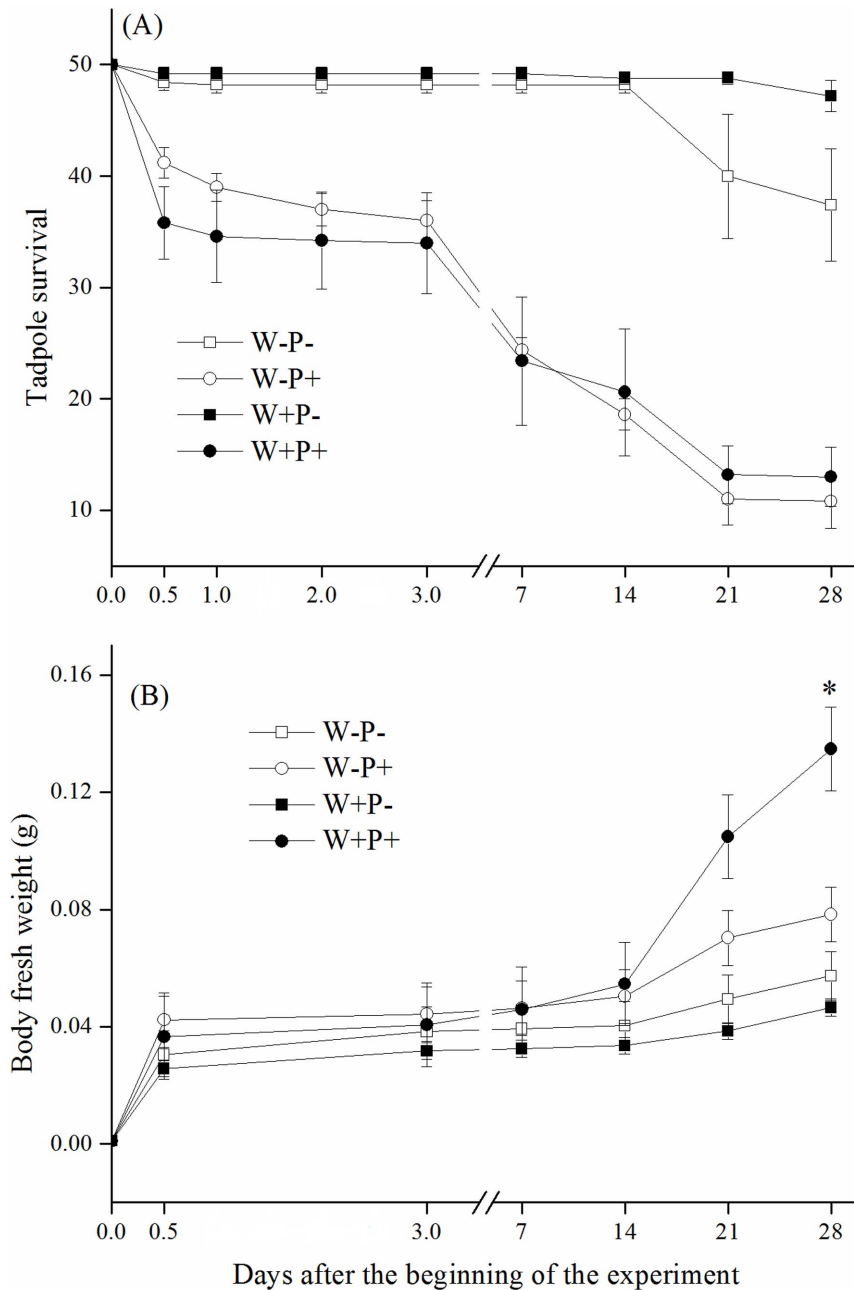 (A)
50
40
30
20
10
Tadpole survival
W-P-
W-P+
W+P-
W+P+
0.0 0.5 1.0 2.0 3.0 7 14 21 28
(B)
*
0.16
0.12
0.08
0.04
0.00
Body fresh weight (g)
W-P-
W-P+
W+P-
W+P+
0.0 0.5 3.0 7 14 21 28
Days after the beginning of the experiment